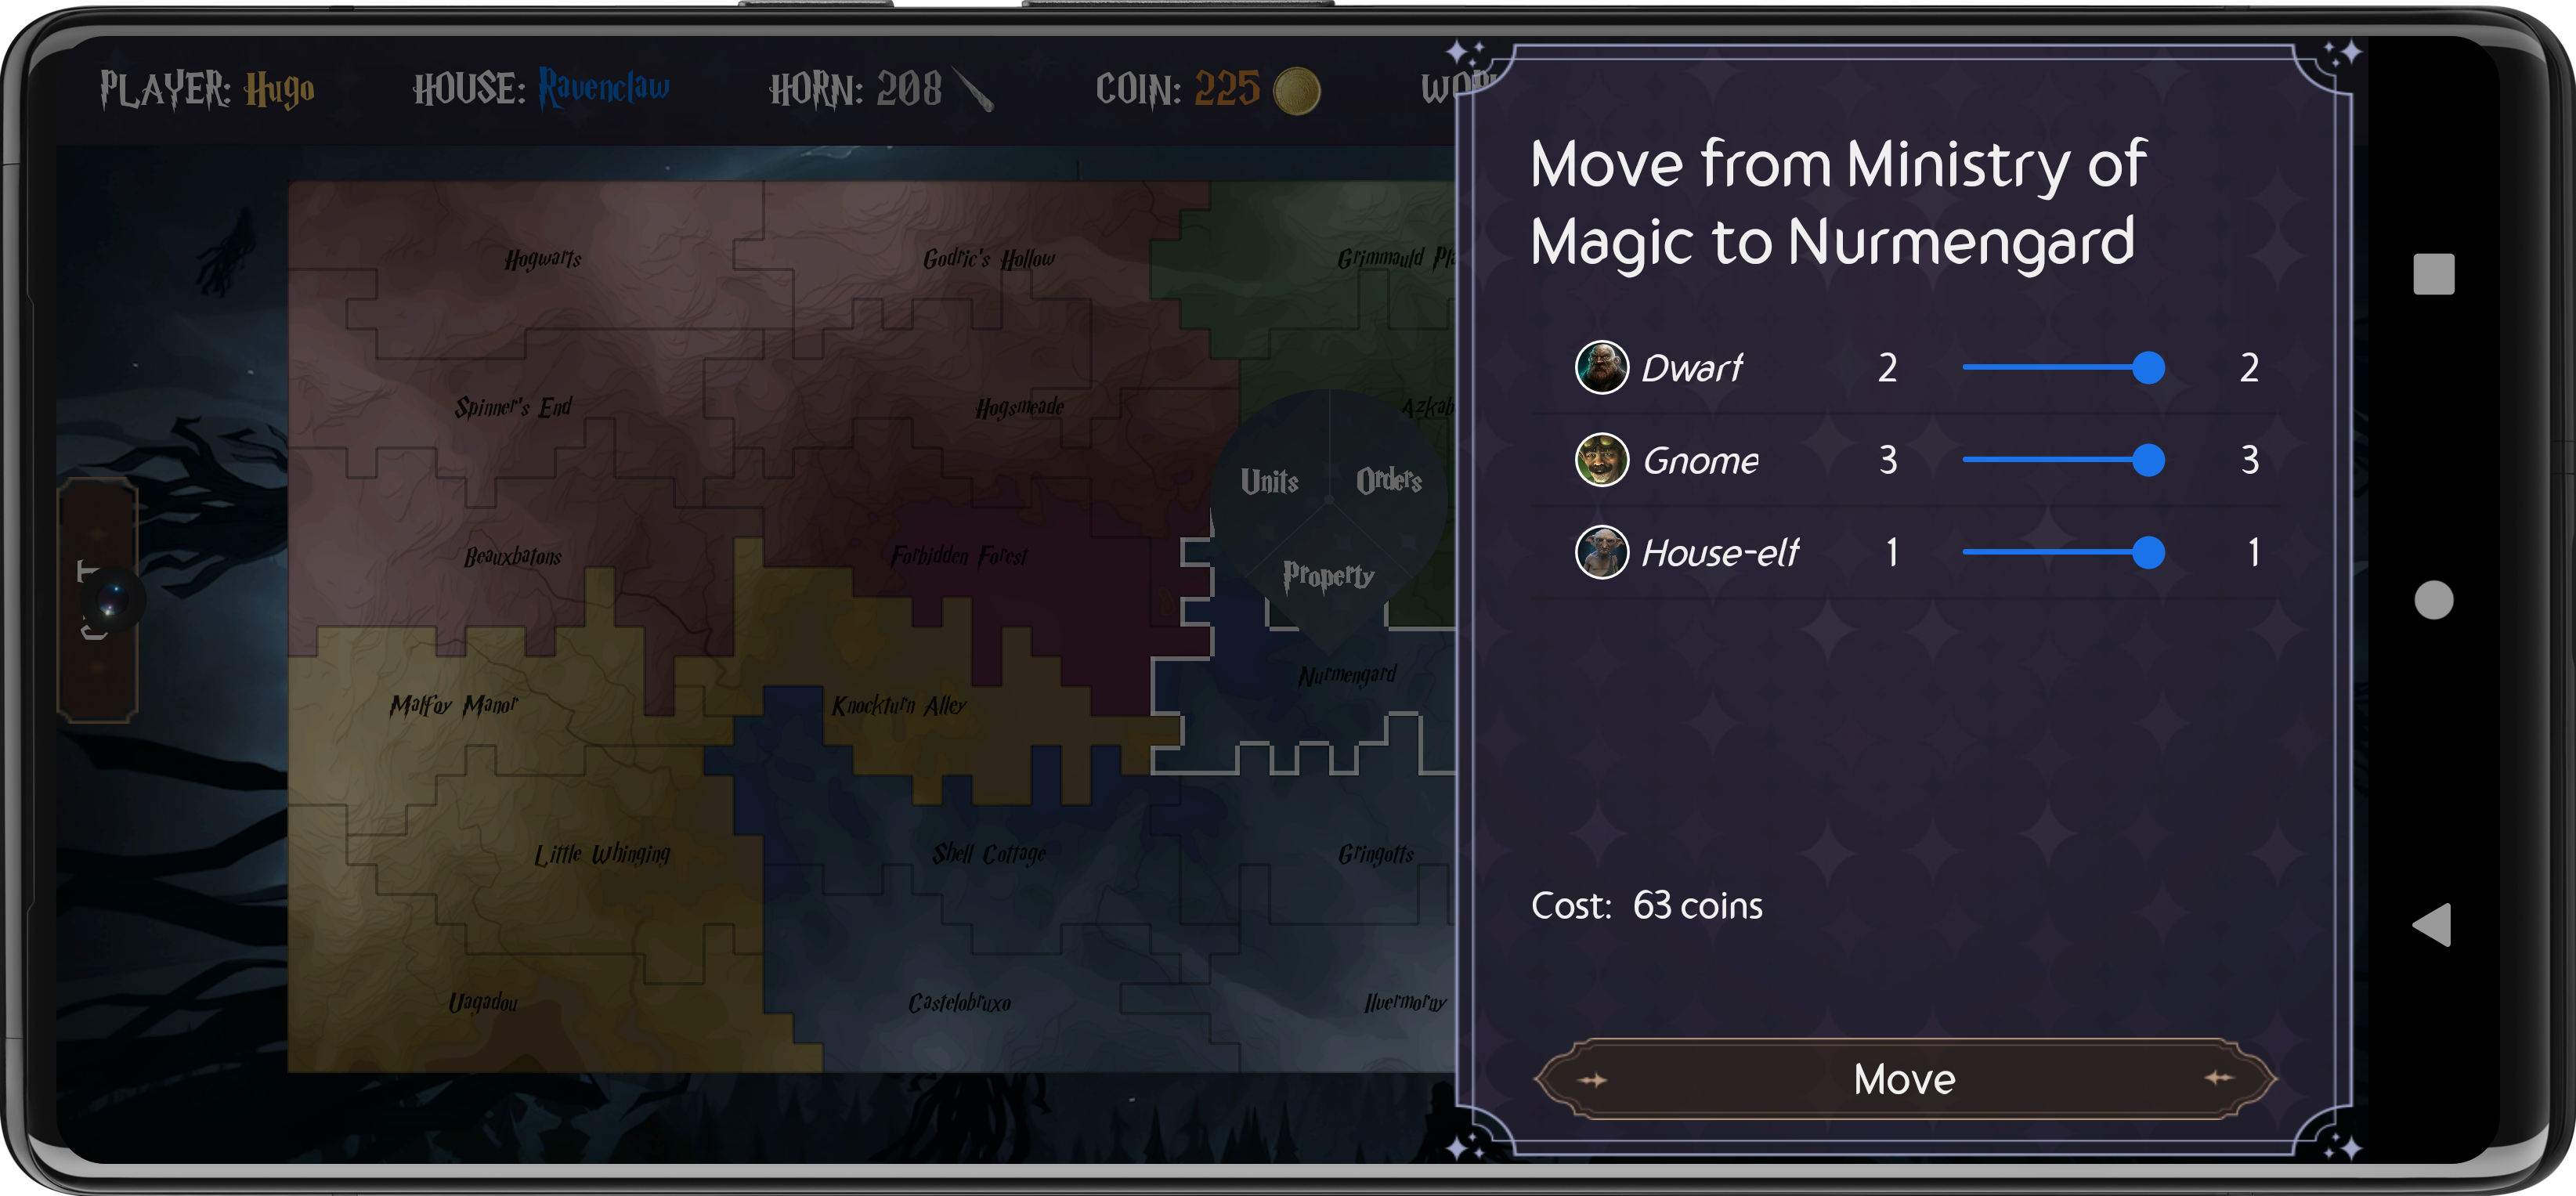 PLAYER: Hugo HOUSE: Ravenclaw HORN: 208 COIN: 225
Move from Ministry of
Magic to Nurmengard
Dwarf 2 2
Gnome 3 3
House-elf 1 1
Cost: 63 coins
Move
Hogwarts Godric's Hollow Grimmauld
Spinner's End Hogsmeade
Units Orders
Property
Beauxbatons Forbidden Forest
Nurmengard
Malfoy Manor Knockturn Alley
Little Whinging Shell Cottage Gringotts
Uagadou Castelobruxo Ilvermorny